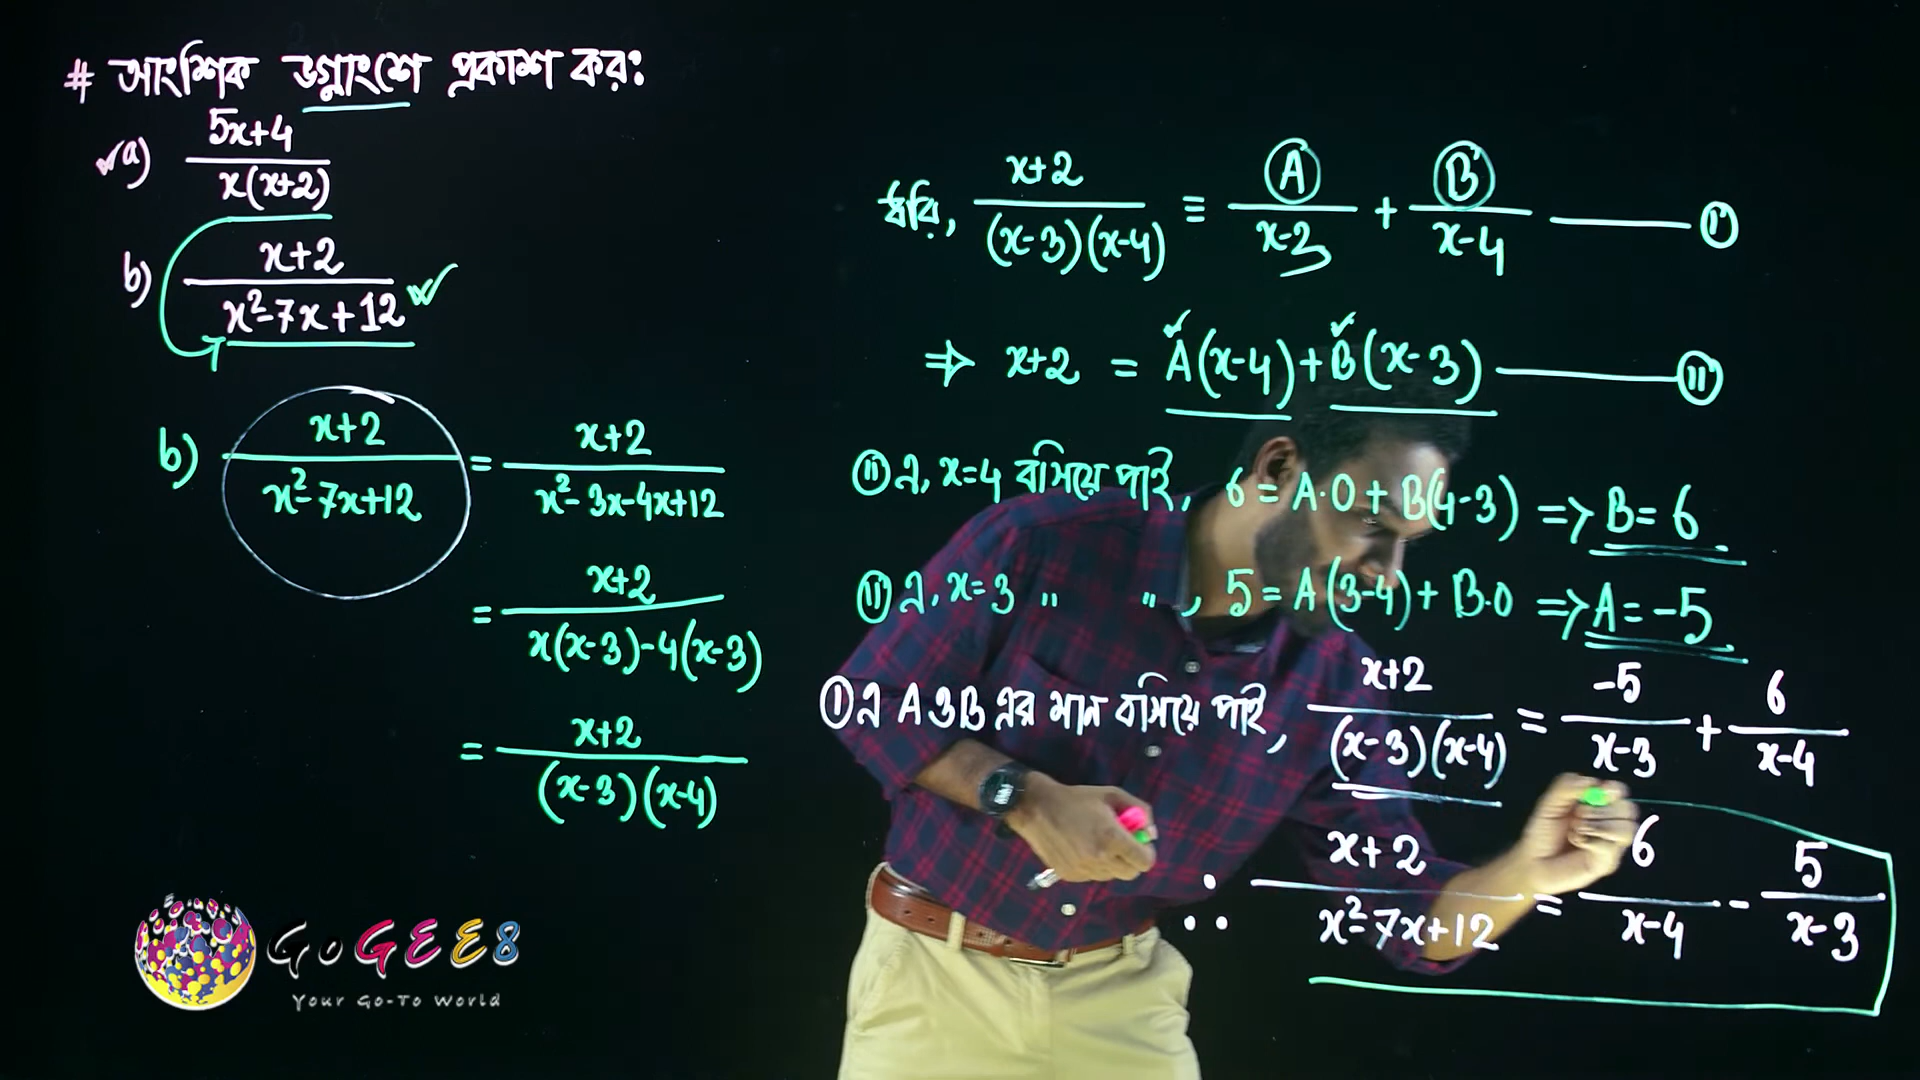 # আংশিক ভগ্নাংশে প্রকাশ কর:
a) (5x+4)/(x(x+2))
b) (x+2)/(x²-7x+12)
b) (x+2)/(x²-7x+12) = (x+2)/(x²-3x-4x+12)
= (x+2)/(x(x-3)-4(x-3))
= (x+2)/((x-3)(x-4))
ধরি, (x+2)/((x-3)(x-4)) ≡ A/(x-3) + B/(x-4) —— (i)
⇒ x+2 = A(x-4)+B(x-3) —— (ii)
(ii) এ, x=4 বসিয়ে পাই, 6 = A·0 + B(4-3) => B = 6
(ii) এ, x=3 " " , 5 = A(3-4) + B·0 => A = -5
(i) এ A ও B এর মান বসিয়ে পাই, (x+2)/((x-3)(x-4)) = -5/(x-3) + 6/(x-4)
∴ (x+2)/(x²-7x+12) = 6/(x-4) - 5/(x-3)
GoGEE8
Your Go-To World